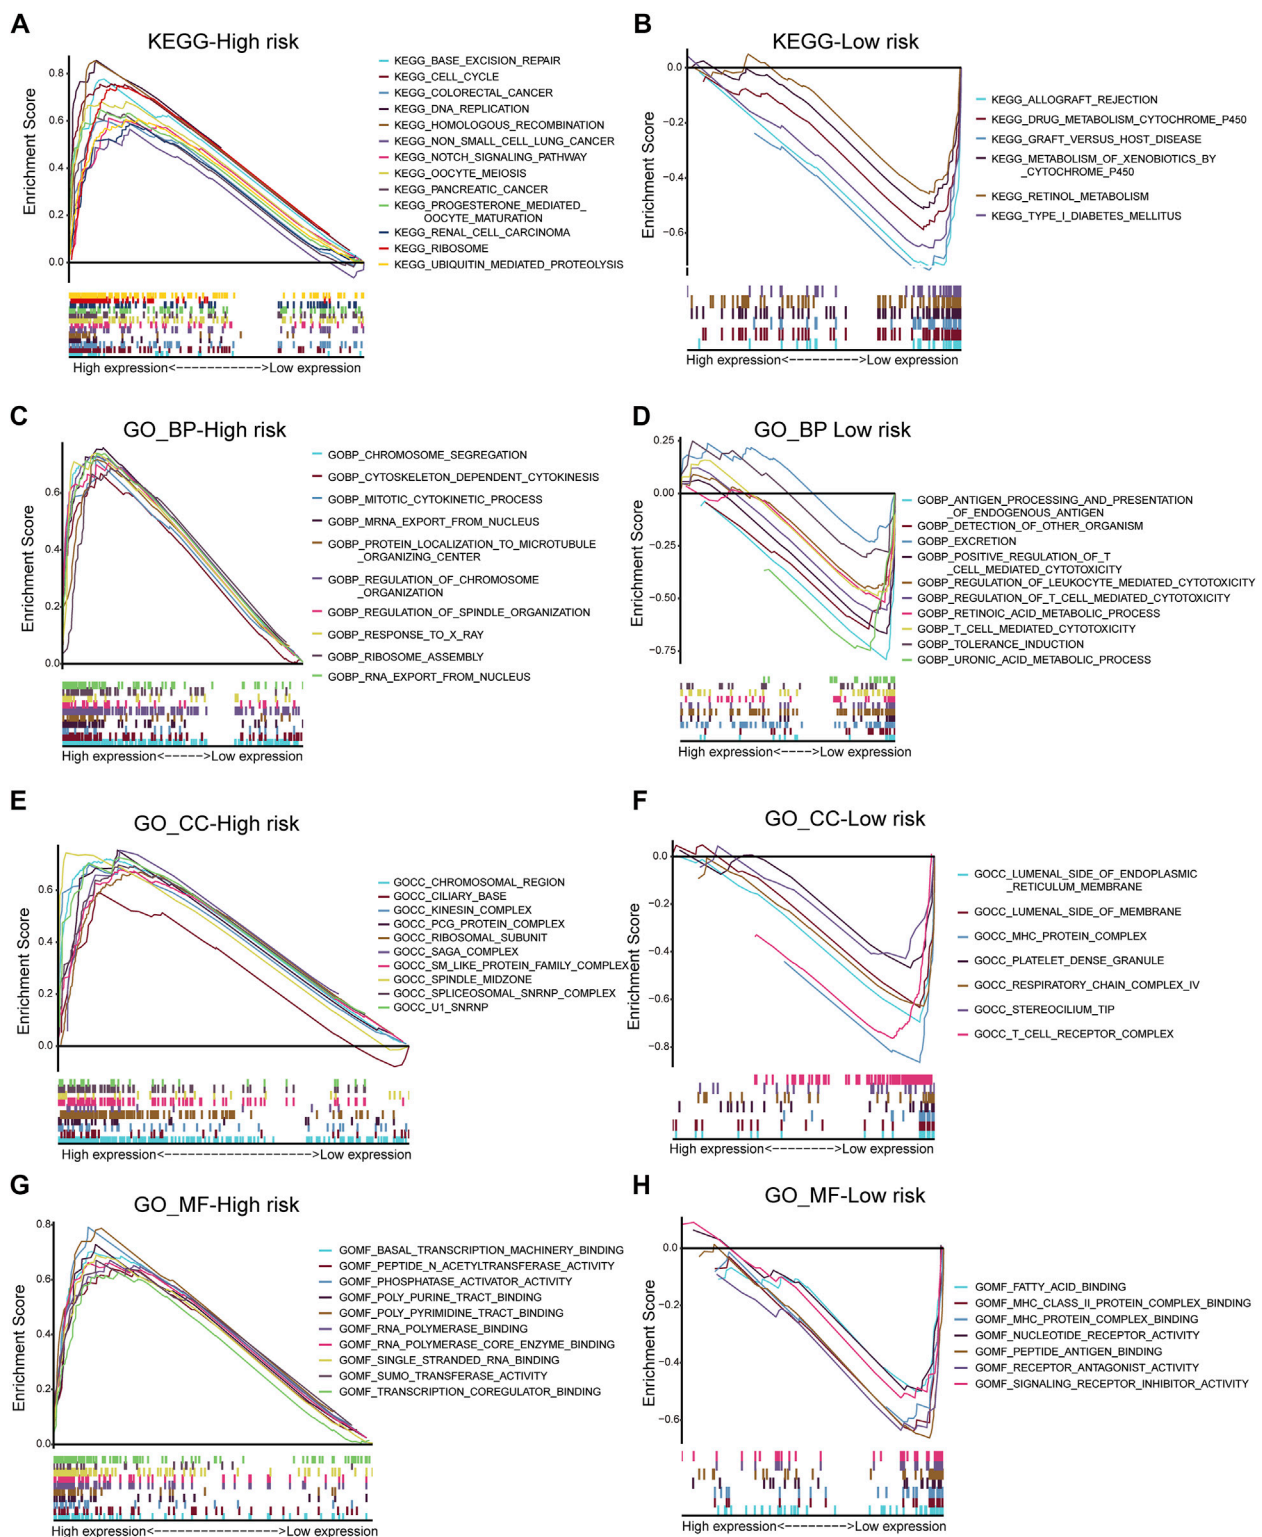 A
KEGG-High risk
Enrichment Score
0.8
0.6
0.4
0.2
0.0
KEGG_BASE_EXCISION_REPAIR
KEGG_CELL_CYCLE
KEGG_COLORECTAL_CANCER
KEGG_DNA_REPLICATION
KEGG_HOMOLOGOUS_RECOMBINATION
KEGG_NON_SMALL_CELL_LUNG_CANCER
KEGG_NOTCH_SIGNALING_PATHWAY
KEGG_OOCYTE_MEIOSIS
KEGG_PANCREATIC_CANCER
KEGG_PROGESTERONE_MEDIATED_
OOCYTE_MATURATION
KEGG_RENAL_CELL_CARCINOMA
KEGG_RIBOSOME
KEGG_UBIQUITIN_MEDIATED_PROTEOLYSIS
High expression<------------->Low expression
B
KEGG-Low risk
Enrichment Score
0.0
−0.2
−0.4
−0.6
KEGG_ALLOGRAFT_REJECTION
KEGG_DRUG_METABOLISM_CYTOCHROME_P450
KEGG_GRAFT_VERSUS_HOST_DISEASE
KEGG_METABOLISM_OF_XENOBIOTICS_BY
_CYTOCHROME_P450
KEGG_RETINOL_METABOLISM
KEGG_TYPE_I_DIABETES_MELLITUS
High expression<---------->Low expression
C
GO_BP-High risk
Enrichment Score
0.6
0.4
0.2
0.0
GOBP_CHROMOSOME_SEGREGATION
GOBP_CYTOSKELETON_DEPENDENT_CYTOKINESIS
GOBP_MITOTIC_CYTOKINETIC_PROCESS
GOBP_MRNA_EXPORT_FROM_NUCLEUS
GOBP_PROTEIN_LOCALIZATION_TO_MICROTUBULE
_ORGANIZING_CENTER
GOBP_REGULATION_OF_CHROMOSOME
_ORGANIZATION
GOBP_REGULATION_OF_SPINDLE_ORGANIZATION
GOBP_RESPONSE_TO_X_RAY
GOBP_RIBOSOME_ASSEMBLY
GOBP_RNA_EXPORT_FROM_NUCLEUS
High expression<----->Low expression
D
GO_BP Low risk
Enrichment Score
0.25
0.00
−0.25
−0.50
−0.75
GOBP_ANTIGEN_PROCESSING_AND_PRESENTATION
_OF_ENDOGENOUS_ANTIGEN
GOBP_DETECTION_OF_OTHER_ORGANISM
GOBP_EXCRETION
GOBP_POSITIVE_REGULATION_OF_T
_CELL_MEDIATED_CYTOTOXICITY
GOBP_REGULATION_OF_LEUKOCYTE_MEDIATED_CYTOTOXICITY
GOBP_REGULATION_OF_T_CELL_MEDIATED_CYTOTOXICITY
GOBP_RETINOIC_ACID_METABOLIC_PROCESS
GOBP_T_CELL_MEDIATED_CYTOTOXICITY
GOBP_TOLERANCE_INDUCTION
GOBP_URONIC_ACID_METABOLIC_PROCESS
High expression<---->Low expression
E
GO_CC-High risk
Enrichment Score
0.6
0.4
0.2
0.0
GOCC_CHROMOSOMAL_REGION
GOCC_CILIARY_BASE
GOCC_KINESIN_COMPLEX
GOCC_PCG_PROTEIN_COMPLEX
GOCC_RIBOSOMAL_SUBUNIT
GOCC_SAGA_COMPLEX
GOCC_SM_LIKE_PROTEIN_FAMILY_COMPLEX
GOCC_SPINDLE_MIDZONE
GOCC_SPLICEOSOMAL_SNRNP_COMPLEX
GOCC_U1_SNRNP
High expression<---------------------->Low expression
F
GO_CC-Low risk
Enrichment Score
0.0
−0.2
−0.4
−0.6
−0.8
GOCC_LUMENAL_SIDE_OF_ENDOPLASMIC
_RETICULUM_MEMBRANE
GOCC_LUMENAL_SIDE_OF_MEMBRANE
GOCC_MHC_PROTEIN_COMPLEX
GOCC_PLATELET_DENSE_GRANULE
GOCC_RESPIRATORY_CHAIN_COMPLEX_IV
GOCC_STEREOCILIUM_TIP
GOCC_T_CELL_RECEPTOR_COMPLEX
High expression<--------->Low expression
G
GO_MF-High risk
Enrichment Score
0.8
0.6
0.4
0.2
0.0
GOMF_BASAL_TRANSCRIPTION_MACHINERY_BINDING
GOMF_PEPTIDE_N_ACETYLTRANSFERASE_ACTIVITY
GOMF_PHOSPHATASE_ACTIVATOR_ACTIVITY
GOMF_POLY_PURINE_TRACT_BINDING
GOMF_POLY_PYRIMIDINE_TRACT_BINDING
GOMF_RNA_POLYMERASE_BINDING
GOMF_RNA_POLYMERASE_CORE_ENZYME_BINDING
GOMF_SINGLE_STRANDED_RNA_BINDING
GOMF_SUMO_TRANSFERASE_ACTIVITY
GOMF_TRANSCRIPTION_COREGULATOR_BINDING
High expression<------------------->Low expression
H
GO_MF-Low risk
Enrichment Score
0.0
−0.2
−0.4
−0.6
GOMF_FATTY_ACID_BINDING
GOMF_MHC_CLASS_II_PROTEIN_COMPLEX_BINDING
GOMF_MHC_PROTEIN_COMPLEX_BINDING
GOMF_NUCLEOTIDE_RECEPTOR_ACTIVITY
GOMF_PEPTIDE_ANTIGEN_BINDING
GOMF_RECEPTOR_ANTAGONIST_ACTIVITY
GOMF_SIGNALING_RECEPTOR_INHIBITOR_ACTIVITY
High expression<--------->Low expression